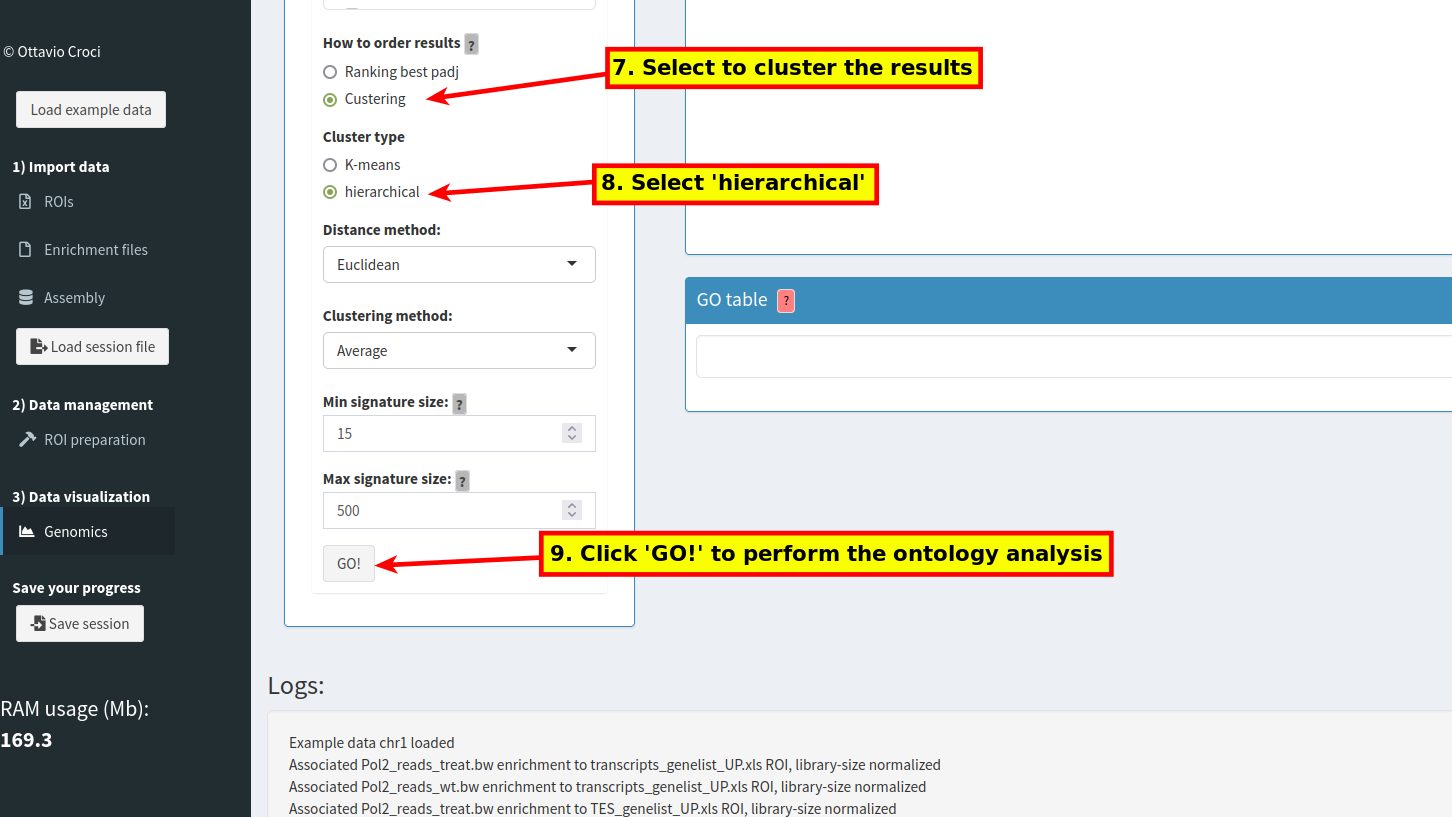 © Ottavio Croci
Load example data
1) Import data
ROIs
Enrichment files
Assembly
Load session file
2) Data management
ROI preparation
3) Data visualization
Genomics
Save your progress
Save session
RAM usage (Mb):
169.3
How to order results ?
Ranking best padj
Custering
Cluster type
K-means
hierarchical
Distance method:
Euclidean
Clustering method:
Average
Min signature size: ?
15
Max signature size: ?
500
GO!
7. Select to cluster the results
8. Select 'hierarchical'
9. Click 'GO!' to perform the ontology analysis
GO table ?
Logs:
Example data chr1 loaded
Associated Pol2_reads_treat.bw enrichment to transcripts_genelist_UP.xls ROI, library-size normalized
Associated Pol2_reads_wt.bw enrichment to transcripts_genelist_UP.xls ROI, library-size normalized
Associated Pol2_reads_treat.bw enrichment to TES_genelist_UP.xls ROI, library-size normalized